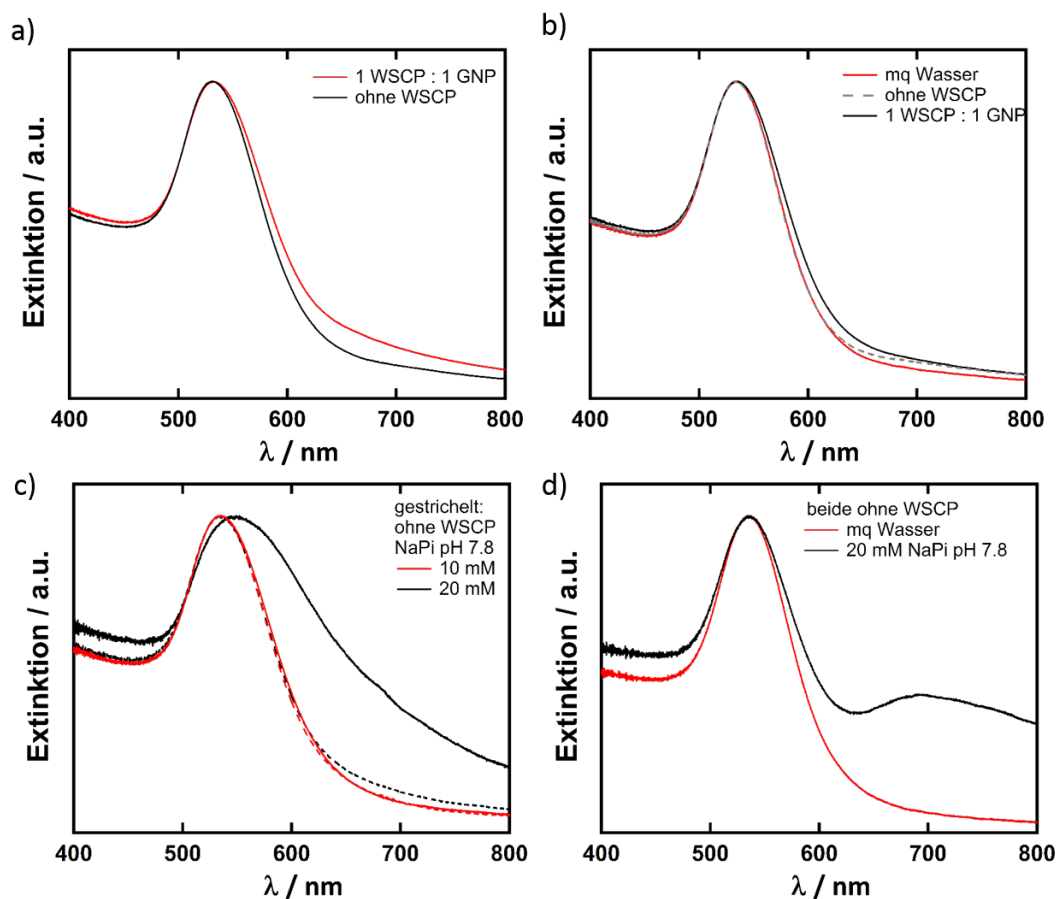 a)
Extinktion / a.u.
1 WSCP : 1 GNP
ohne WSCP
400 500 600 700 800
λ / nm
b)
Extinktion / a.u.
mq Wasser
ohne WSCP
1 WSCP : 1 GNP
400 500 600 700 800
λ / nm
c)
Extinktion / a.u.
gestrichelt:
ohne WSCP
NaPi pH 7.8
10 mM
20 mM
400 500 600 700 800
λ / nm
d)
Extinktion / a.u.
beide ohne WSCP
mq Wasser
20 mM NaPi pH 7.8
400 500 600 700 800
λ / nm